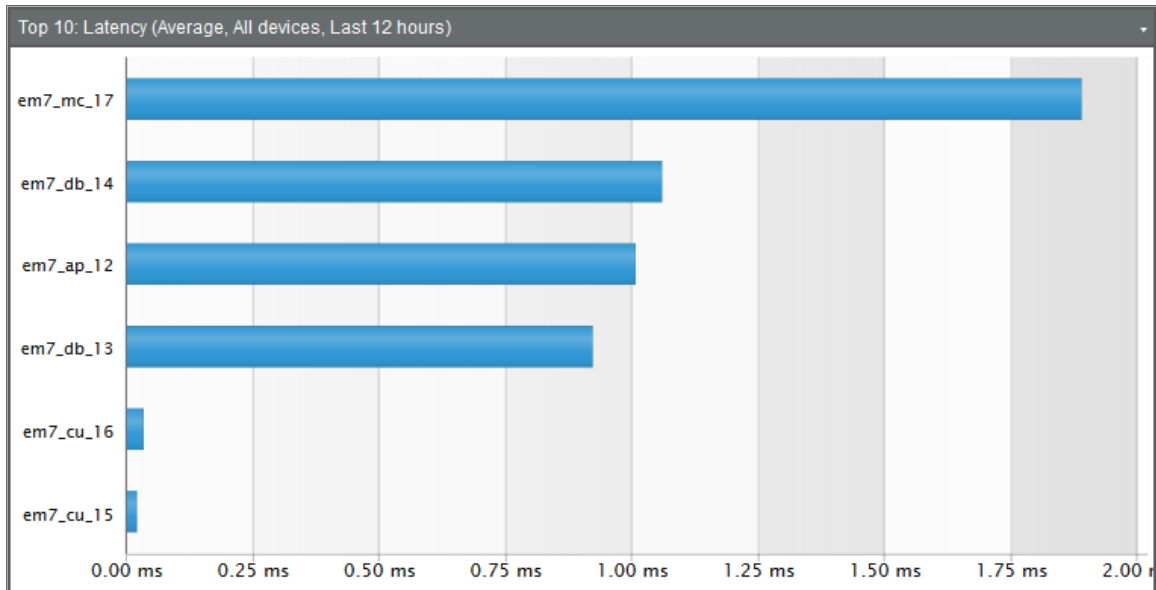 Top 10: Latency (Average, All devices, Last 12 hours)
em7_mc_17
em7_db_14
em7_ap_12
em7_db_13
em7_cu_16
em7_cu_15
0.00 ms 0.25 ms 0.50 ms 0.75 ms 1.00 ms 1.25 ms 1.50 ms 1.75 ms 2.00